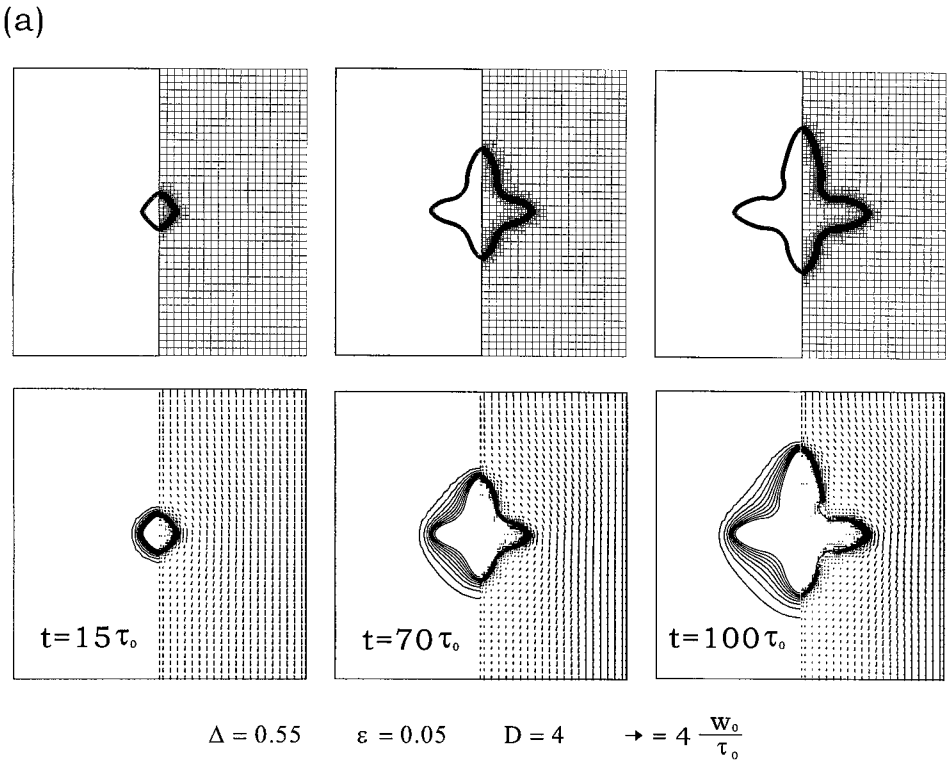 (a)
t=15τ₀
t=70τ₀
t=100τ₀
Δ = 0.55 ε = 0.05 D = 4 → = 4 W₀/τ₀